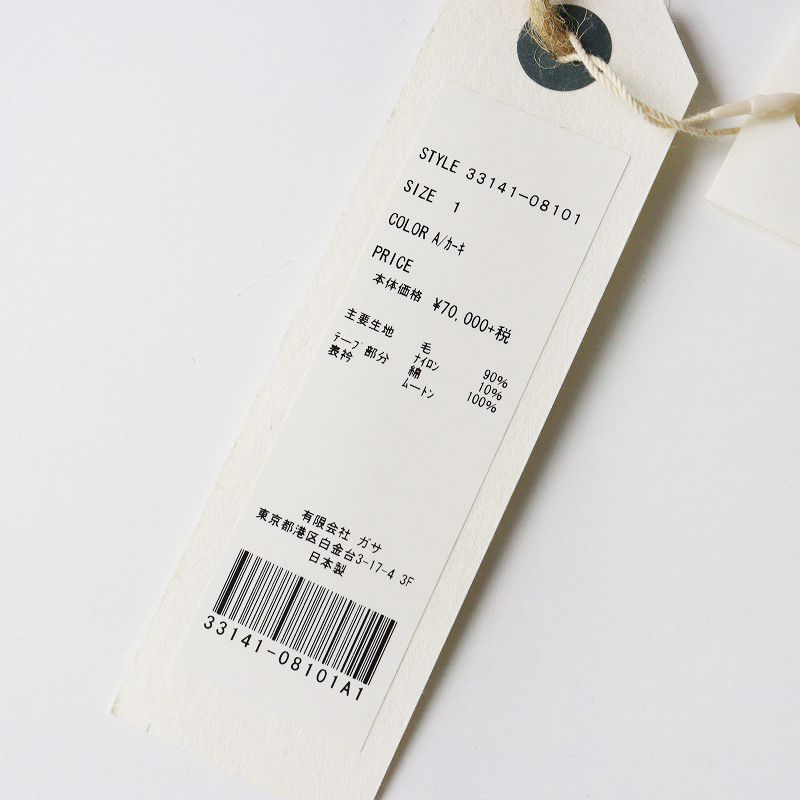 STYLE 33141-08101
SIZE 1
COLOR A/ｶｰｷ
PRICE
本体価格 ¥70,000+税
主要生地 毛 90%
ﾅｲﾛﾝ 10%
ﾃｰﾌﾟ部分 綿 100%
表衿 ムートン
有限会社 ガサ
東京都港区白金台3-17-4 3F
日本製
33141-08101A1